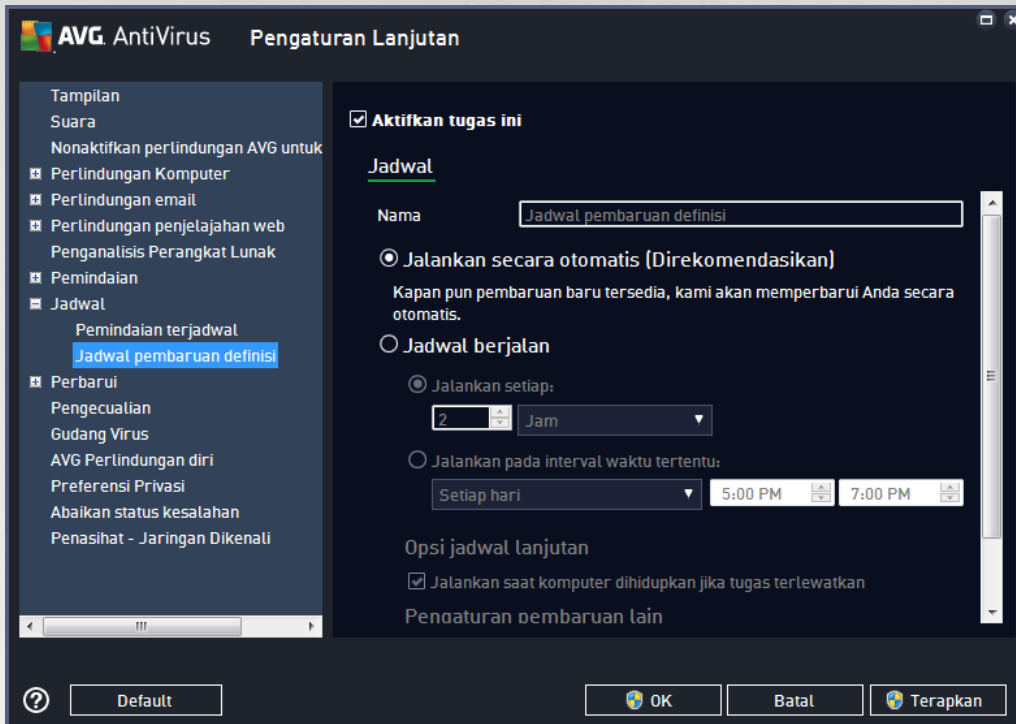 AVG. AntiVirus Pengaturan Lanjutan
Tampilan
Suara
Nonaktifkan perlindungan AVG untuk
Perlindungan Komputer
Perlindungan email
Perlindungan penjelajahan web
Penganalisis Perangkat Lunak
Pemindaian
Jadwal
Pemindaian terjadwal
Jadwal pembaruan definisi
Perbarui
Pengecualian
Gudang Virus
AVG Perlindungan diri
Preferensi Privasi
Abaikan status kesalahan
Penasihat - Jaringan Dikenali
Aktifkan tugas ini
Jadwal
Nama Jadwal pembaruan definisi
Jalankan secara otomatis (Direkomendasikan)
Kapan pun pembaruan baru tersedia, kami akan memperbarui Anda secara
otomatis.
Jadwal berjalan
Jalankan setiap:
2 Jam
Jalankan pada interval waktu tertentu:
Setiap hari 5:00 PM 7:00 PM
Opsi jadwal lanjutan
Jalankan saat komputer dihidupkan jika tugas terlewatkan
Pengaturan pembaruan lain
? Default OK Batal Terapkan